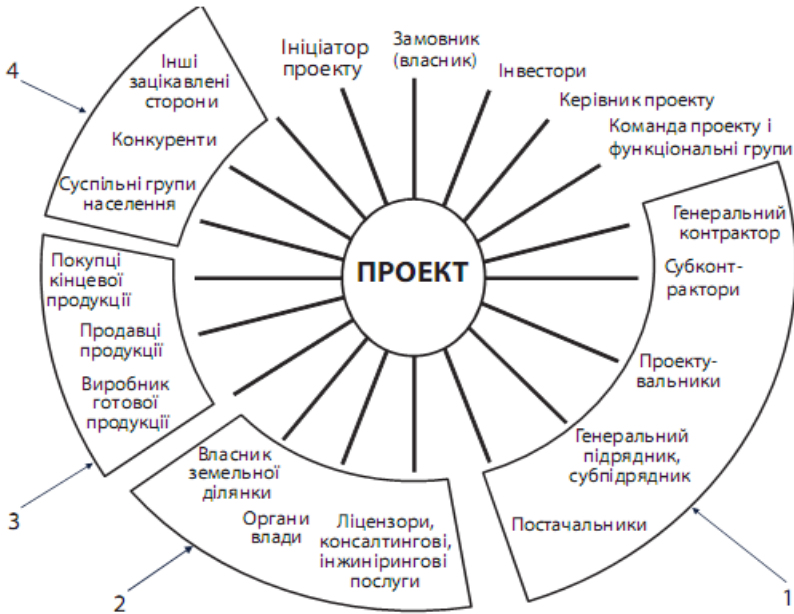 Ініціатор
проекту
Замовник
(власник)
Інвестори
Керівник проекту
Команда проекту і
функціональні групи
Генеральний
контрактор
Субконт-
рактори
Проекту-
вальники
Генеральний
підрядник,
субпідрядник
Постачальники
1
Ліцензори,
консалтингові,
інжинірингові
послуги
Органи
влади
Власник
земельної
ділянки
2
Виробник
готової
продукції
Продавці
продукції
Покупці
кінцевої
продукції
3
Суспільні групи
населення
Конкуренти
Інші
зацікавлені
сторони
4
ПРОЕКТ